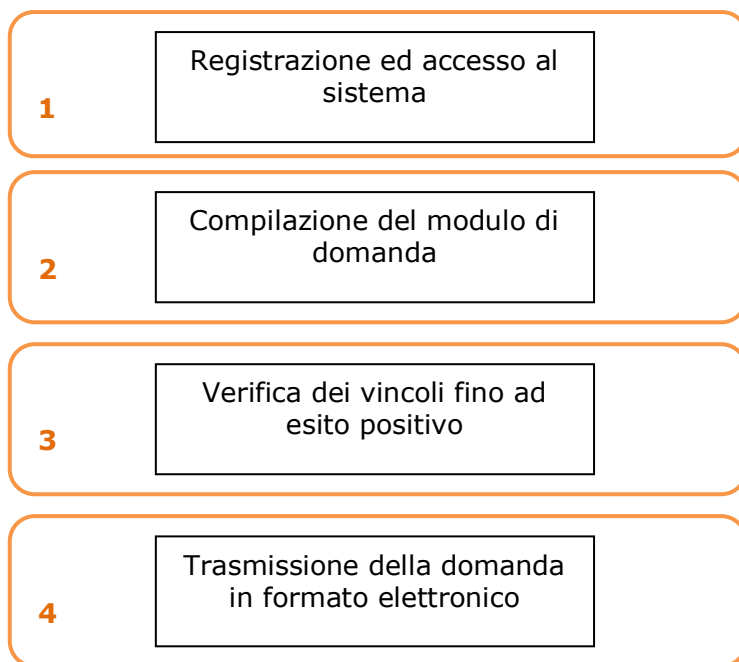 1
Registrazione ed accesso al
sistema
2
Compilazione del modulo di
domanda
3
Verifica dei vincoli fino ad
esito positivo
4
Trasmissione della domanda
in formato elettronico